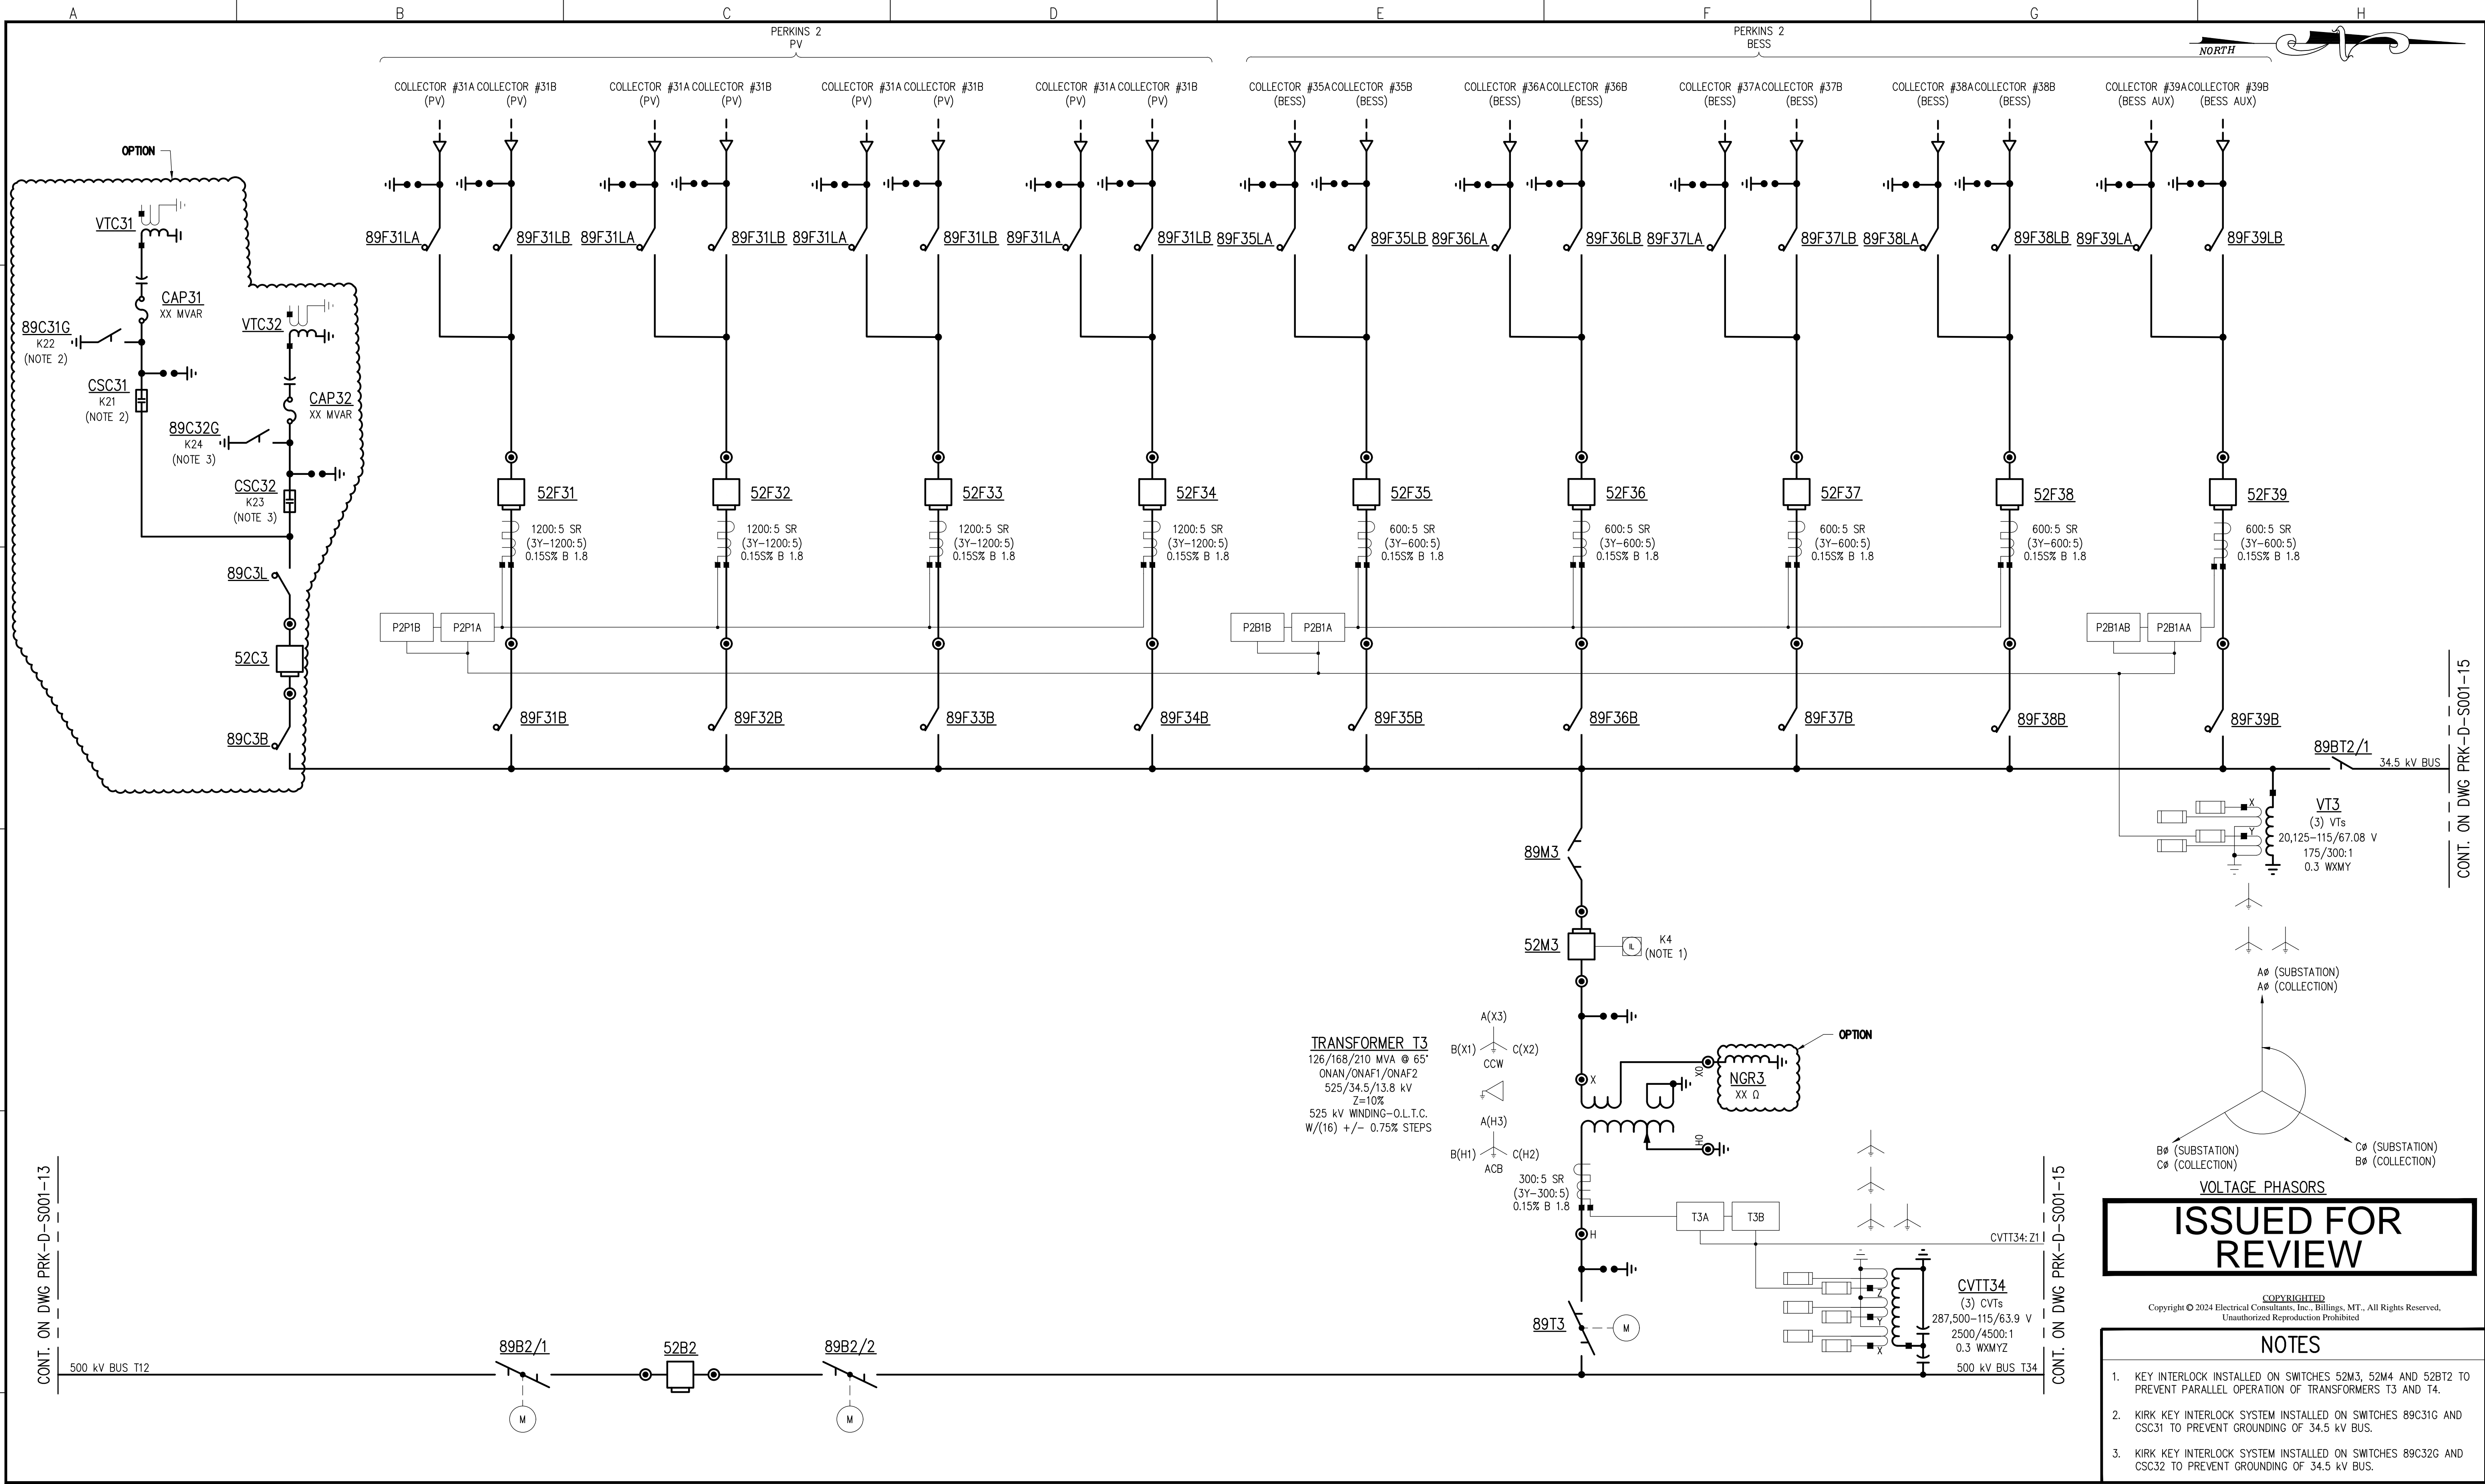 A
B
C
D
E
F
G
H
PERKINS 2
PV
PERKINS 2
BESS
NORTH
COLLECTOR #31A
(PV)
COLLECTOR #31B
(PV)
COLLECTOR #31A
(PV)
COLLECTOR #31B
(PV)
COLLECTOR #31A
(PV)
COLLECTOR #31B
(PV)
COLLECTOR #31A
(PV)
COLLECTOR #31B
(PV)
COLLECTOR #35A
(BESS)
COLLECTOR #35B
(BESS)
COLLECTOR #36A
(BESS)
COLLECTOR #36B
(BESS)
COLLECTOR #37A
(BESS)
COLLECTOR #37B
(BESS)
COLLECTOR #38A
(BESS)
COLLECTOR #38B
(BESS)
COLLECTOR #39A
(BESS AUX)
COLLECTOR #39B
(BESS AUX)
OPTION
VTC31
CAP31
XX MVAR
89C31G
K22
(NOTE 2)
CSC31
K21
(NOTE 2)
VTC32
CAP32
XX MVAR
89C32G
K24
(NOTE 3)
CSC32
K23
(NOTE 3)
89C3L
52C3
89C3B
89F31LA
89F31LB
89F31LA
89F31LB
89F31LA
89F31LB
89F31LA
89F31LB
89F35LA
89F35LB
89F36LA
89F36LB
89F37LA
89F37LB
89F38LA
89F38LB
89F39LA
89F39LB
52F31
1200:5 SR
(3Y-1200:5)
0.15S% B 1.8
52F32
1200:5 SR
(3Y-1200:5)
0.15S% B 1.8
52F33
1200:5 SR
(3Y-1200:5)
0.15S% B 1.8
52F34
1200:5 SR
(3Y-1200:5)
0.15S% B 1.8
52F35
600:5 SR
(3Y-600:5)
0.15S% B 1.8
52F36
600:5 SR
(3Y-600:5)
0.15S% B 1.8
52F37
600:5 SR
(3Y-600:5)
0.15S% B 1.8
52F38
600:5 SR
(3Y-600:5)
0.15S% B 1.8
52F39
600:5 SR
(3Y-600:5)
0.15S% B 1.8
P2P1B
P2P1A
P2B1B
P2B1A
P2B1AB
P2B1AA
89F31B
89F32B
89F33B
89F34B
89F35B
89F36B
89F37B
89F38B
89F39B
89BT2/1
34.5 kV BUS
CONT. ON DWG PRK-D-S001-15
X
Y
VT3
(3) VTs
20,125-115/67.08 V
175/300:1
0.3 WXMY
89M3
52M3
IL
K4
(NOTE 1)
AØ (SUBSTATION)
AØ (COLLECTION)
BØ (SUBSTATION)
CØ (COLLECTION)
CØ (SUBSTATION)
BØ (COLLECTION)
VOLTAGE PHASORS
TRANSFORMER T3
126/168/210 MVA @ 65°
ONAN/ONAF1/ONAF2
525/34.5/13.8 kV
Z=10%
525 kV WINDING-O.L.T.C.
W/(16) +/- 0.75% STEPS
A(X3)
B(X1)
C(X2)
CCW
A(H3)
B(H1)
C(H2)
ACB
X
X0
OPTION
NGR3
XX Ω
H0
300:5 SR
(3Y-300:5)
0.15% B 1.8
H
T3A
T3B
CVTT34:Z1
Z
Y
X
CVTT34
(3) CVTs
287,500-115/63.9 V
2500/4500:1
0.3 WXMYZ
500 kV BUS T34
CONT. ON DWG PRK-D-S001-15
89T3
M
CONT. ON DWG PRK-D-S001-13
500 kV BUS T12
89B2/1
M
52B2
89B2/2
M
ISSUED FOR
REVIEW
COPYRIGHTED
Copyright © 2024 Electrical Consultants, Inc., Billings, MT., All Rights Reserved,
Unauthorized Reproduction Prohibited
NOTES
1. KEY INTERLOCK INSTALLED ON SWITCHES 52M3, 52M4 AND 52BT2 TO
PREVENT PARALLEL OPERATION OF TRANSFORMERS T3 AND T4.
2. KIRK KEY INTERLOCK SYSTEM INSTALLED ON SWITCHES 89C31G AND
CSC31 TO PREVENT GROUNDING OF 34.5 kV BUS.
3. KIRK KEY INTERLOCK SYSTEM INSTALLED ON SWITCHES 89C32G AND
CSC32 TO PREVENT GROUNDING OF 34.5 kV BUS.